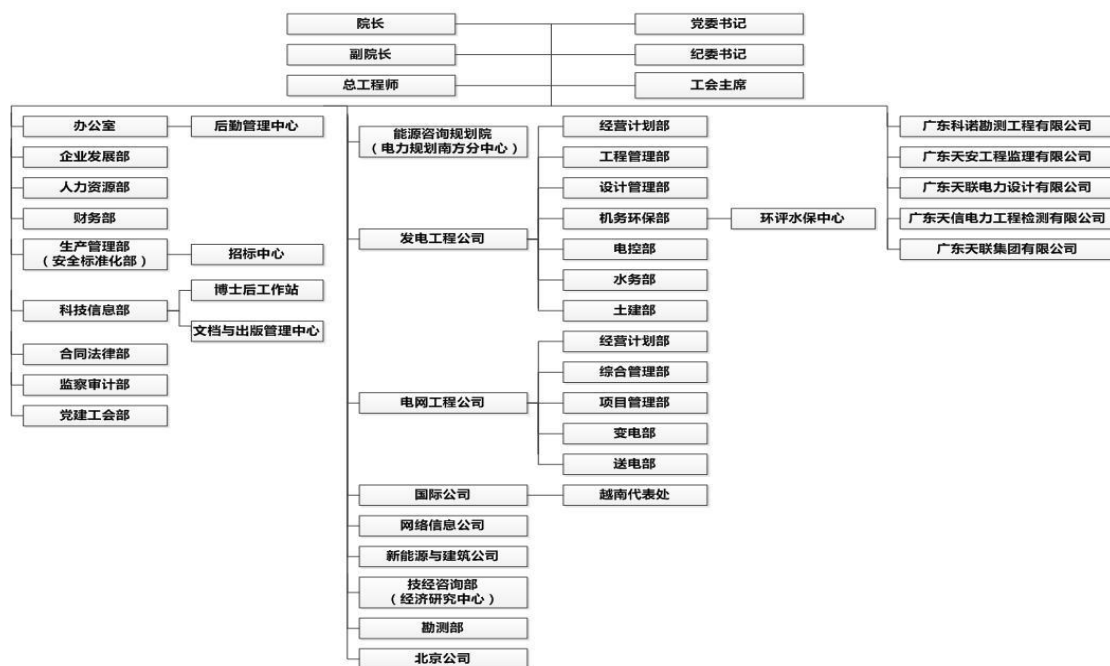 院长
党委书记
副院长
纪委书记
总工程师
工会主席
办公室
后勤管理中心
企业发展部
人力资源部
财务部
生产管理部
（安全标准化部）
招标中心
科技信息部
博士后工作站
文档与出版管理中心
合同法律部
监察审计部
党建工会部
能源咨询规划院
（电力规划南方分中心）
发电工程公司
经营计划部
工程管理部
设计管理部
机务环保部
环评水保中心
电控部
水务部
土建部
电网工程公司
经营计划部
综合管理部
项目管理部
变电部
送电部
国际公司
越南代表处
网络信息公司
新能源与建筑公司
技经咨询部
（经济研究中心）
勘测部
北京公司
广东科诺勘测工程有限公司
广东天安工程监理有限公司
广东天联电力设计有限公司
广东天信电力工程检测有限公司
广东天联集团有限公司